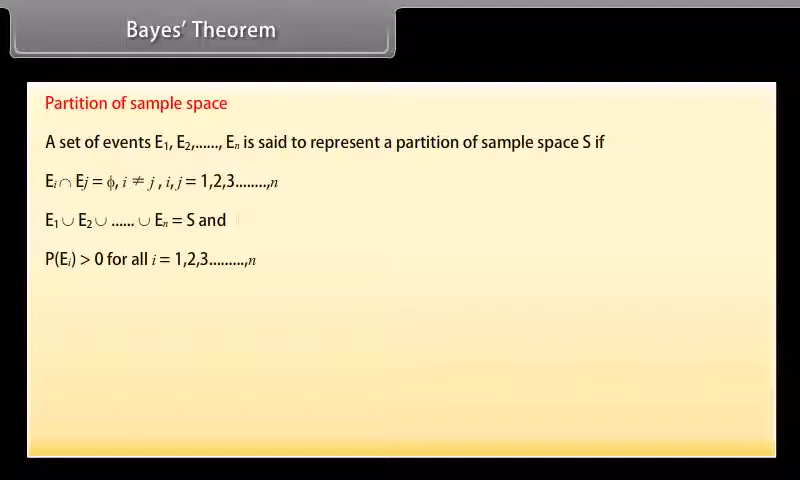 Bayes’ Theorem
Partition of sample space
A set of events E₁, E₂,......, Eₙ is said to represent a partition of sample space S if
Eᵢ ∩ Ej = ϕ, i ≠ j , i, j = 1,2,3........,n
E₁ ∪ E₂ ∪ ...... ∪ Eₙ = S and
P(Eᵢ) > 0 for all i = 1,2,3.........,n